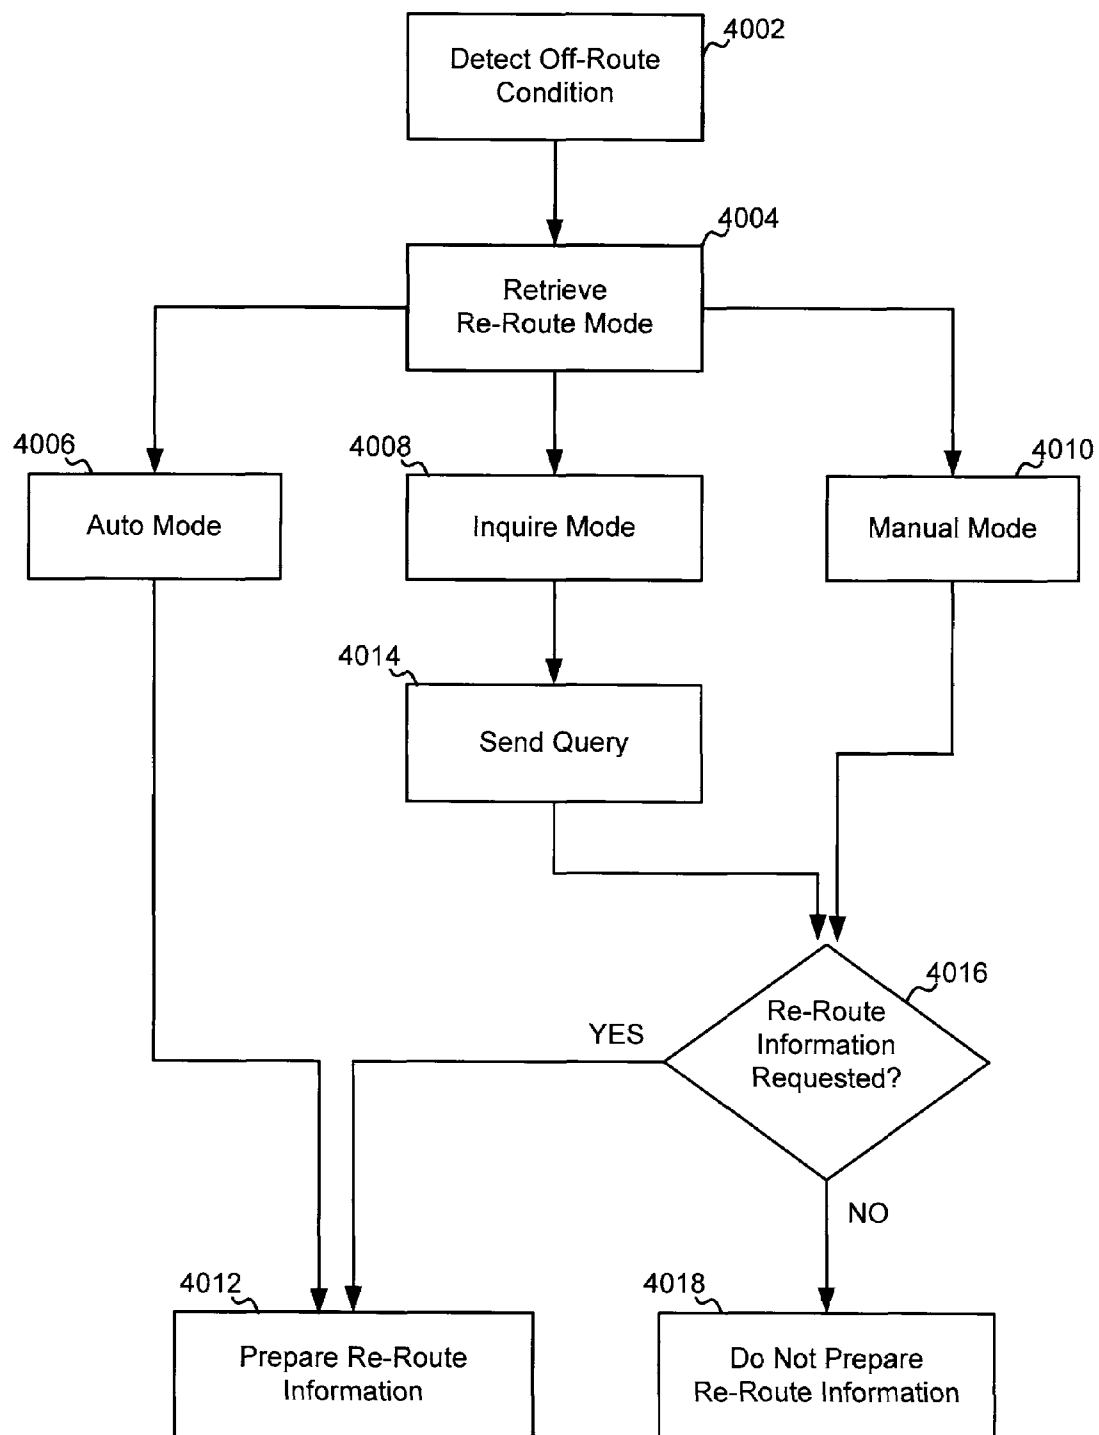 4002
Detect Off-Route
Condition
4004
Retrieve
Re-Route Mode
4006
Auto Mode
4008
Inquire Mode
4010
Manual Mode
4014
Send Query
4016
Re-Route
Information
Requested?
YES
NO
4012
Prepare Re-Route
Information
4018
Do Not Prepare
Re-Route Information